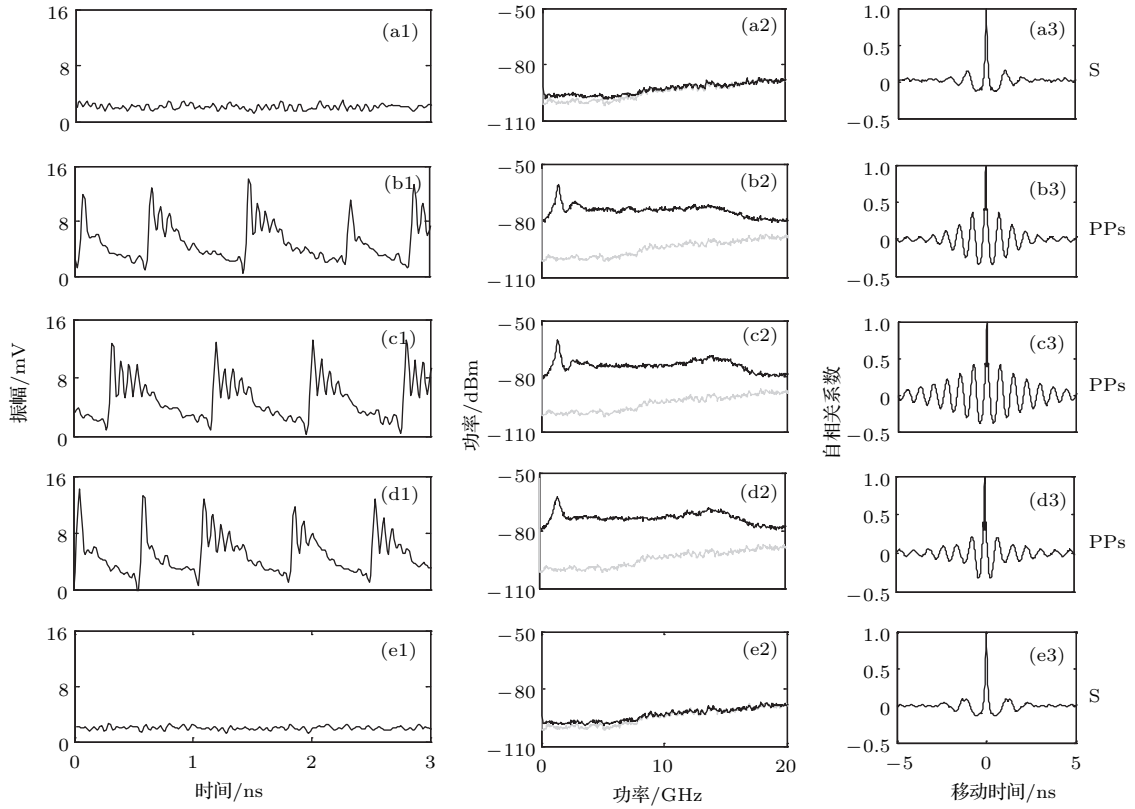 16
8
0
(a1)
−50
−80
−110
(a2)
1.0
0.5
0
−0.5
(a3)
S
16
8
0
(b1)
−50
−80
−110
(b2)
1.0
0.5
0
−0.5
(b3)
PPs
16
8
0
(c1)
−50
−80
−110
(c2)
1.0
0.5
0
−0.5
(c3)
PPs
振幅/mV
功率/dBm
自相关系数
16
8
0
(d1)
−50
−80
−110
(d2)
1.0
0.5
0
−0.5
(d3)
PPs
16
8
0
(e1)
−50
−80
−110
(e2)
1.0
0.5
0
−0.5
(e3)
S
0 1 2 3
时间/ns
0 10 20
功率/GHz
−5 0 5
移动时间/ns